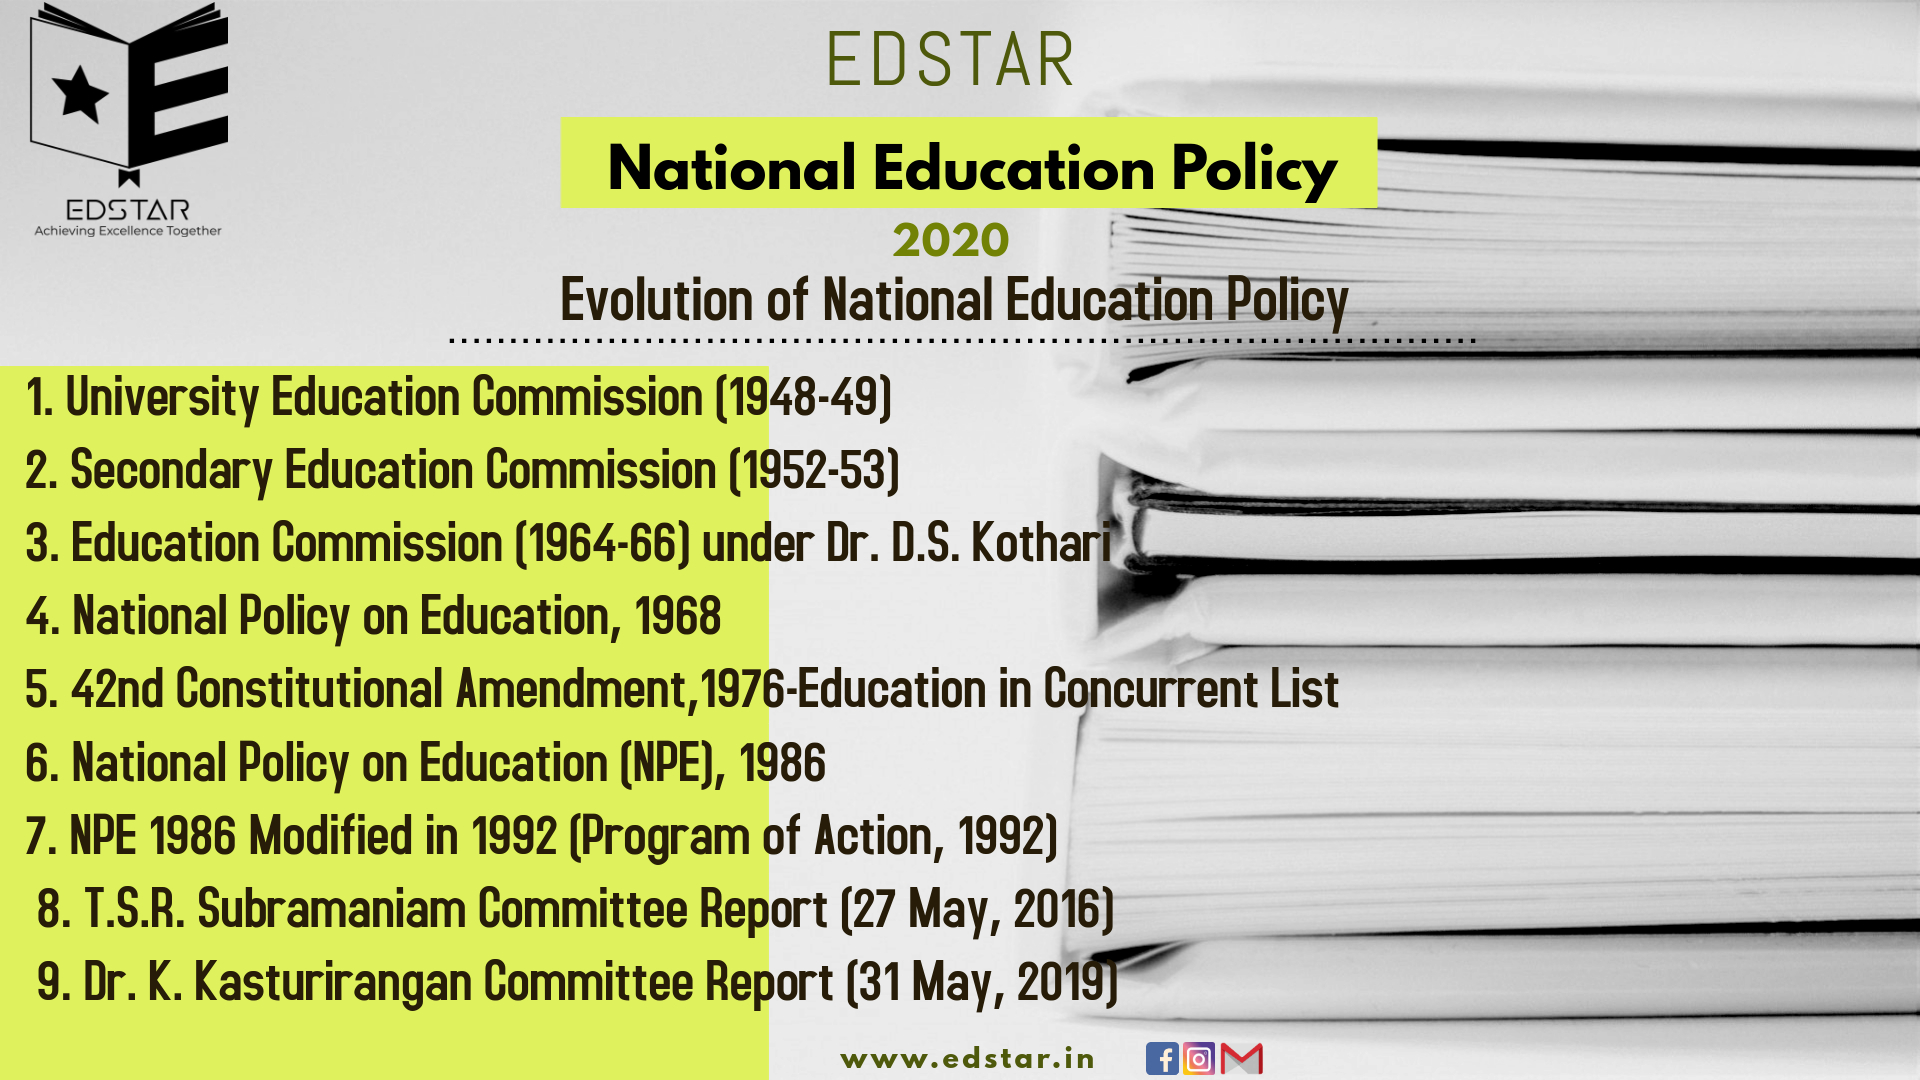 EDSTAR
Achieving Excellence Together
EDSTAR
National Education Policy
2020
Evolution of National Education Policy
1. University Education Commission (1948-49)
2. Secondary Education Commission (1952-53)
3. Education Commission (1964-66) under Dr. D.S. Kothari
4. National Policy on Education, 1968
5. 42nd Constitutional Amendment,1976-Education in Concurrent List
6. National Policy on Education (NPE), 1986
7. NPE 1986 Modified in 1992 (Program of Action, 1992)
8. T.S.R. Subramaniam Committee Report (27 May, 2016)
9. Dr. K. Kasturirangan Committee Report (31 May, 2019)
www.edstar.in